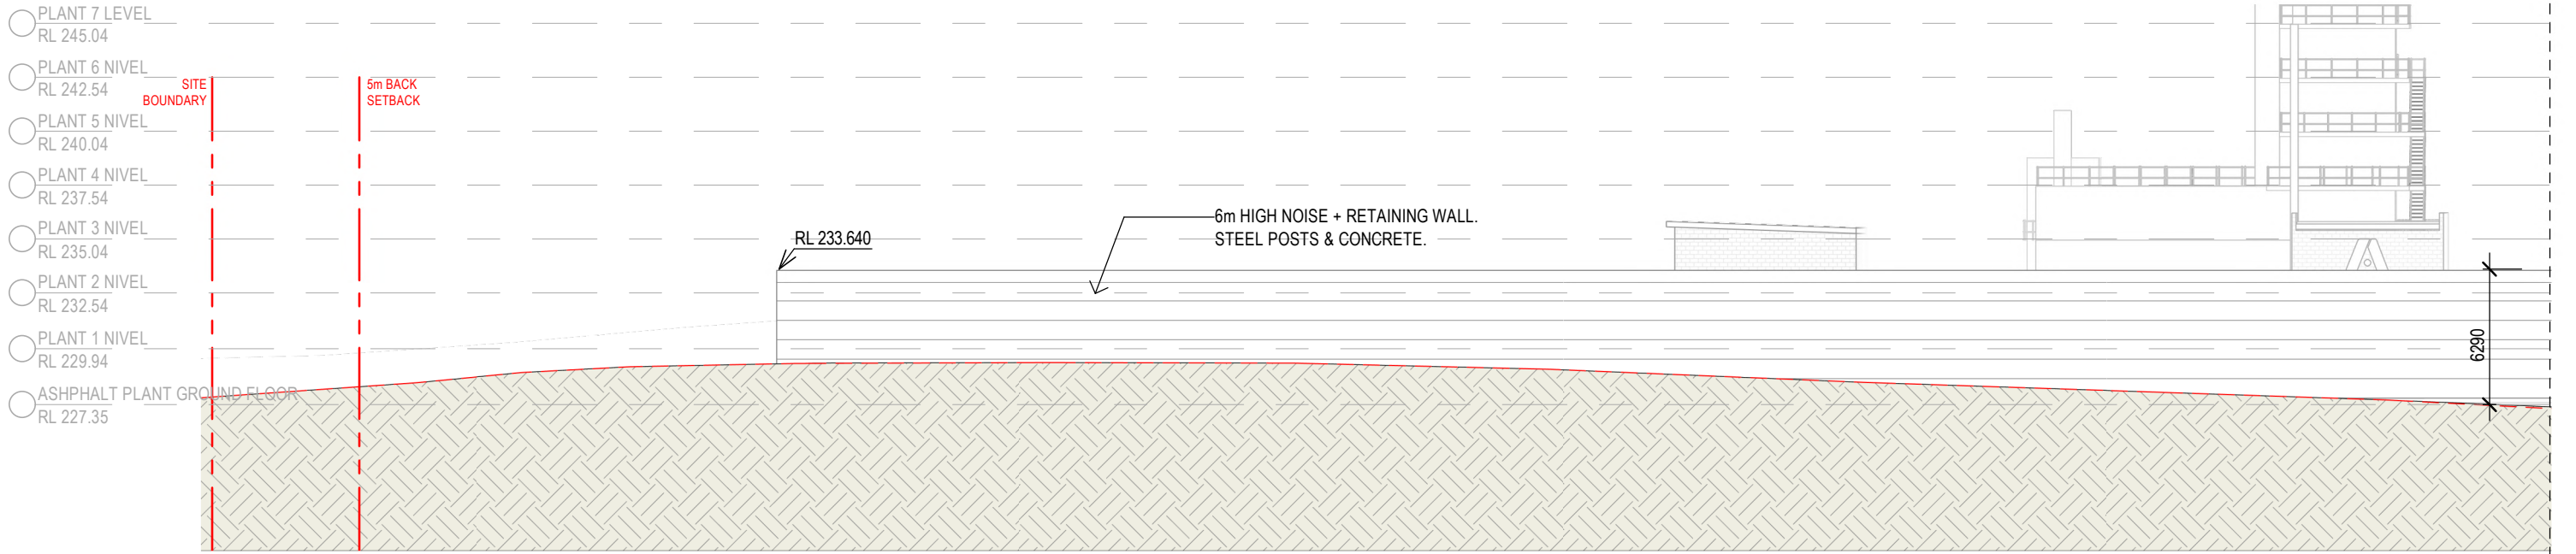 PLANT 7 LEVEL
RL 245.04
PLANT 6 NIVEL
RL 242.54
SITE
BOUNDARY
5m BACK
SETBACK
PLANT 5 NIVEL
RL 240.04
PLANT 4 NIVEL
RL 237.54
6m HIGH NOISE + RETAINING WALL.
STEEL POSTS & CONCRETE.
PLANT 3 NIVEL
RL 235.04
RL 233.640
PLANT 2 NIVEL
RL 232.54
PLANT 1 NIVEL
RL 229.94
6290
ASHPHALT PLANT GROUND FLOOR
RL 227.35